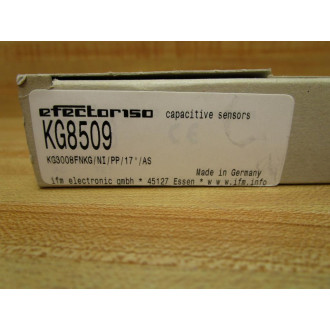 efector150 capacitive sensors
KG8509
KG3008FNKG/NI/PP/17'/AS
Made in Germany
ifm electronic gmbh * 45127 Essen * www.ifm.info